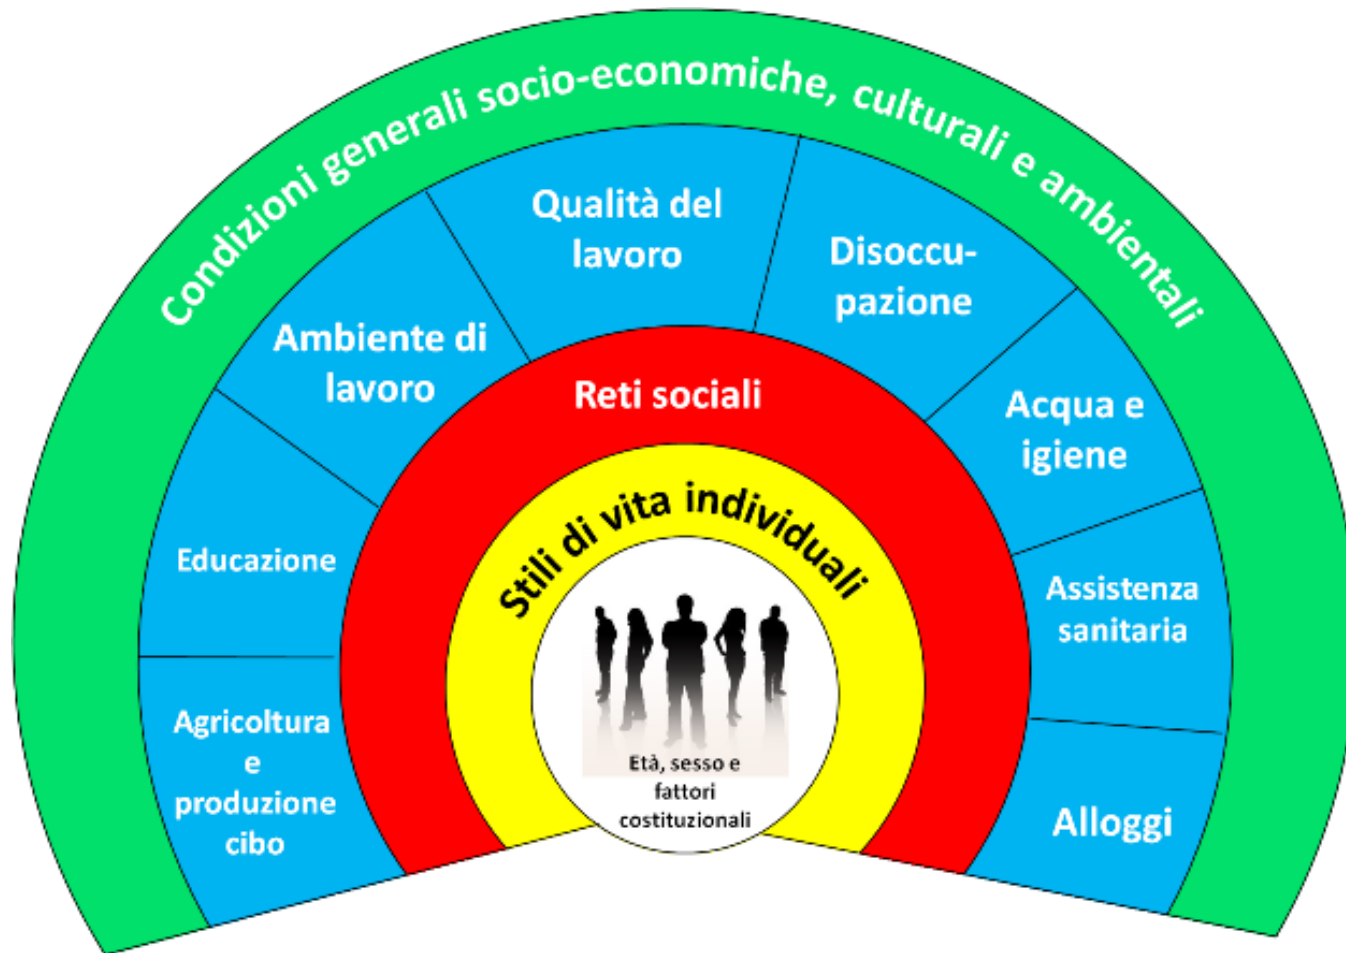 Condizioni generali socio-economiche, culturali e ambientali
Qualità del
lavoro
Disoccu-
pazione
Ambiente di
lavoro
Acqua e
igiene
Educazione
Assistenza
sanitaria
Agricoltura
e
produzione
cibo
Alloggi
Reti sociali
Stili di vita individuali
Età, sesso e
fattori
costituzionali